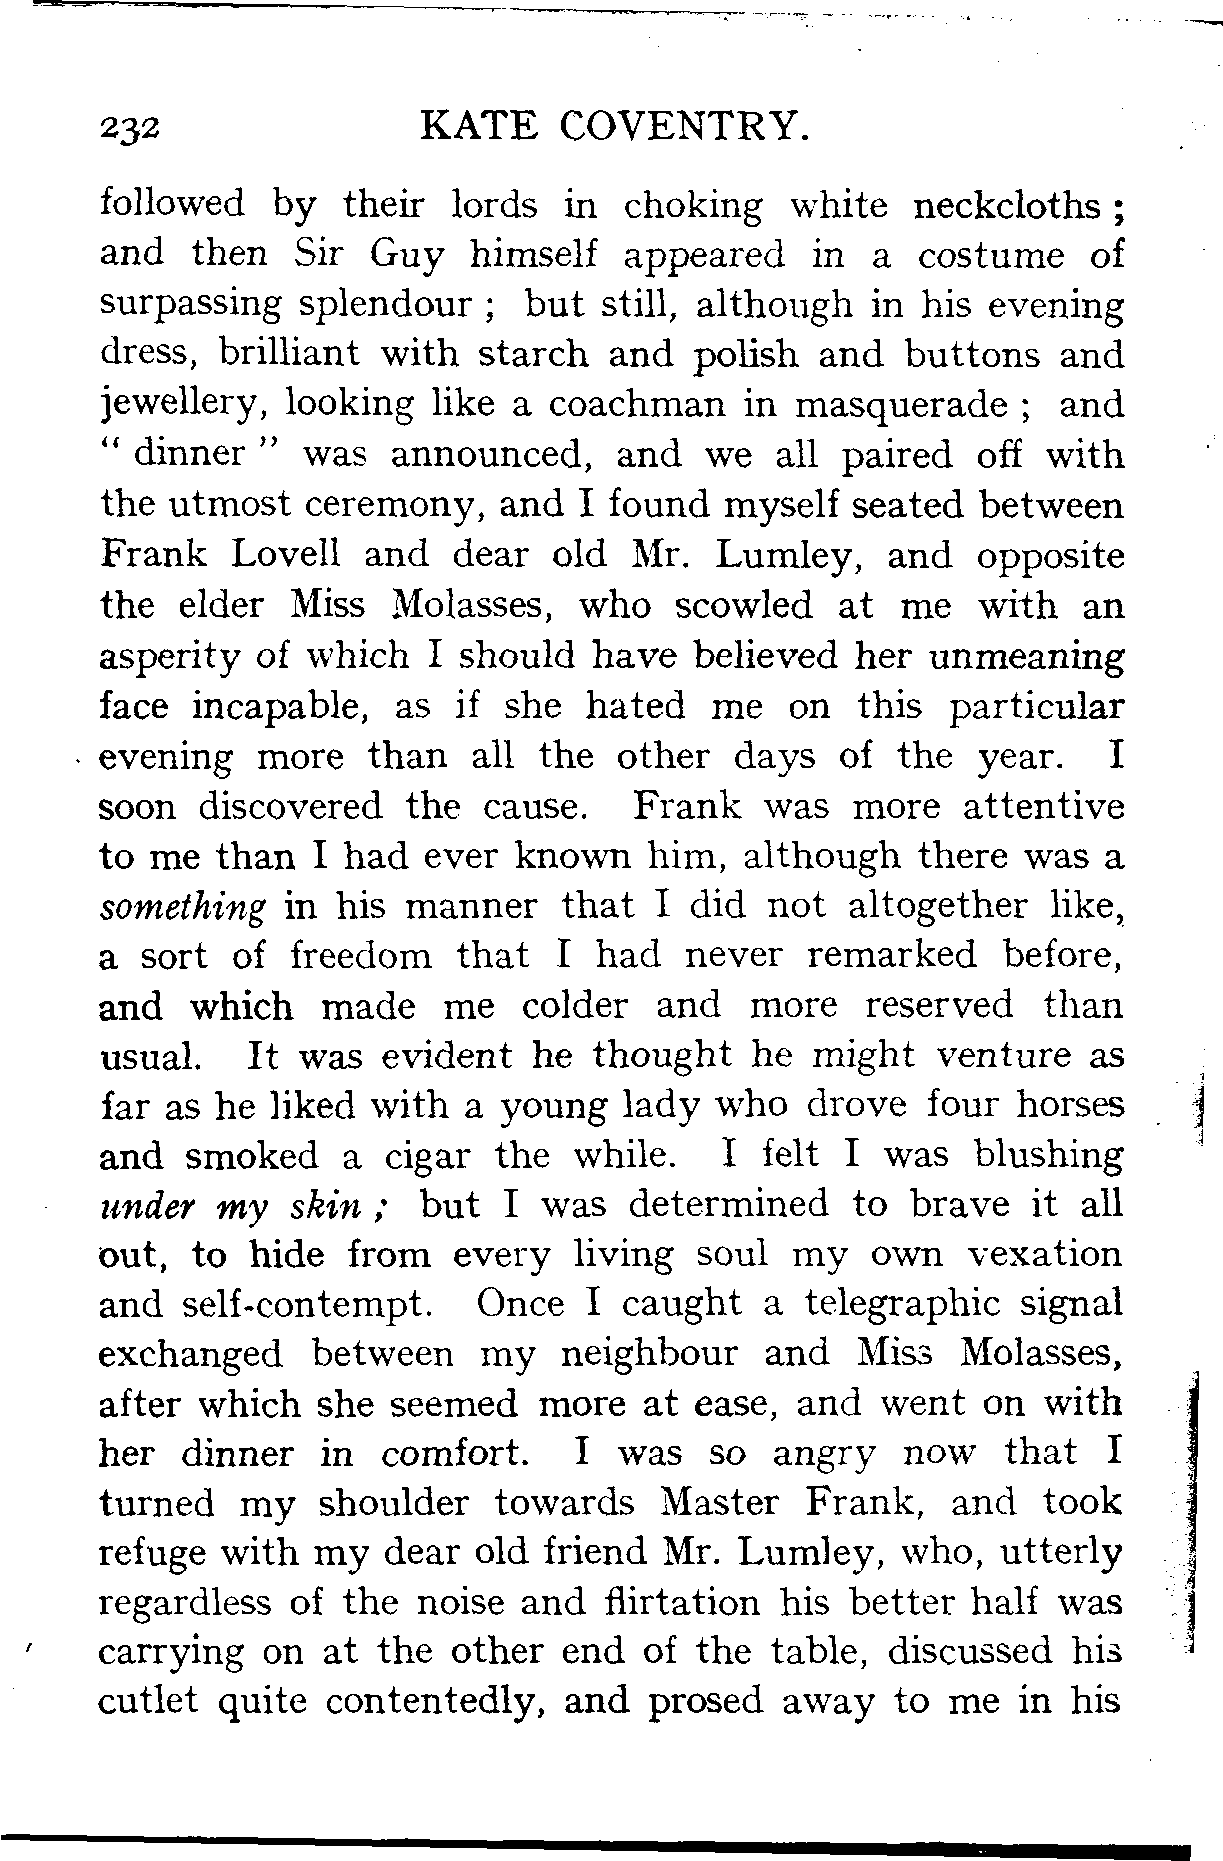 232 KATE COVENTRY.
followed by their lords in choking white neckcloths ;
and then Sir Guy himself appeared in a costume of
surpassing splendour ; but still, although in his evening
dress, brilliant with starch and polish and buttons and
jewellery, looking like a coachman in masquerade ; and
“ dinner ” was announced, and we all paired off with
the utmost ceremony, and I found myself seated between
Frank Lovell and dear old Mr. Lumley, and opposite
the elder Miss Molasses, who scowled at me with an
asperity of which I should have believed her unmeaning
face incapable, as if she hated me on this particular
evening more than all the other days of the year. I
soon discovered the cause. Frank was more attentive
to me than I had ever known him, although there was a
something in his manner that I did not altogether like,
a sort of freedom that I had never remarked before,
and which made me colder and more reserved than
usual. It was evident he thought he might venture as
far as he liked with a young lady who drove four horses
and smoked a cigar the while. I felt I was blushing
under my skin ; but I was determined to brave it all
out, to hide from every living soul my own vexation
and self-contempt. Once I caught a telegraphic signal
exchanged between my neighbour and Miss Molasses,
after which she seemed more at ease, and went on with
her dinner in comfort. I was so angry now that I
turned my shoulder towards Master Frank, and took
refuge with my dear old friend Mr. Lumley, who, utterly
regardless of the noise and flirtation his better half was
carrying on at the other end of the table, discussed his
cutlet quite contentedly, and prosed away to me in his